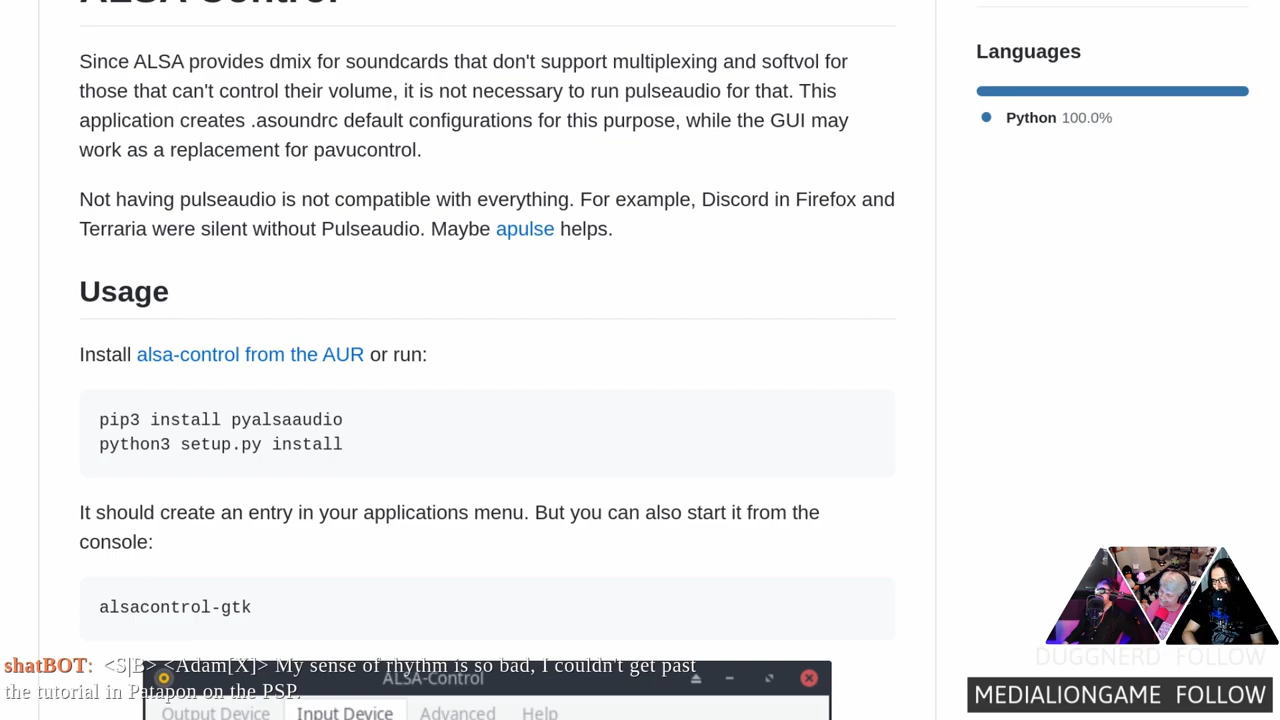 ALSA Control
Since ALSA provides dmix for soundcards that don't support multiplexing and softvol for
those that can't control their volume, it is not necessary to run pulseaudio for that. This
application creates .asoundrc default configurations for this purpose, while the GUI may
work as a replacement for pavucontrol.
Not having pulseaudio is not compatible with everything. For example, Discord in Firefox and
Terraria were silent without Pulseaudio. Maybe apulse helps.
Usage
Install alsa-control from the AUR or run:
pip3 install pyalsaaudio
python3 setup.py install
It should create an entry in your applications menu. But you can also start it from the
console:
alsacontrol-gtk
ALSA-Control
Output Device Input Device Advanced Help
shatBOT: <S|B> <Adam[X]> My sense of rhythm is so bad, I couldn't get past
the tutorial in Patapon on the PSP.
Languages
Python 100.0%
DUGGNERD FOLLOW
MEDIALIONGAME FOLLOW